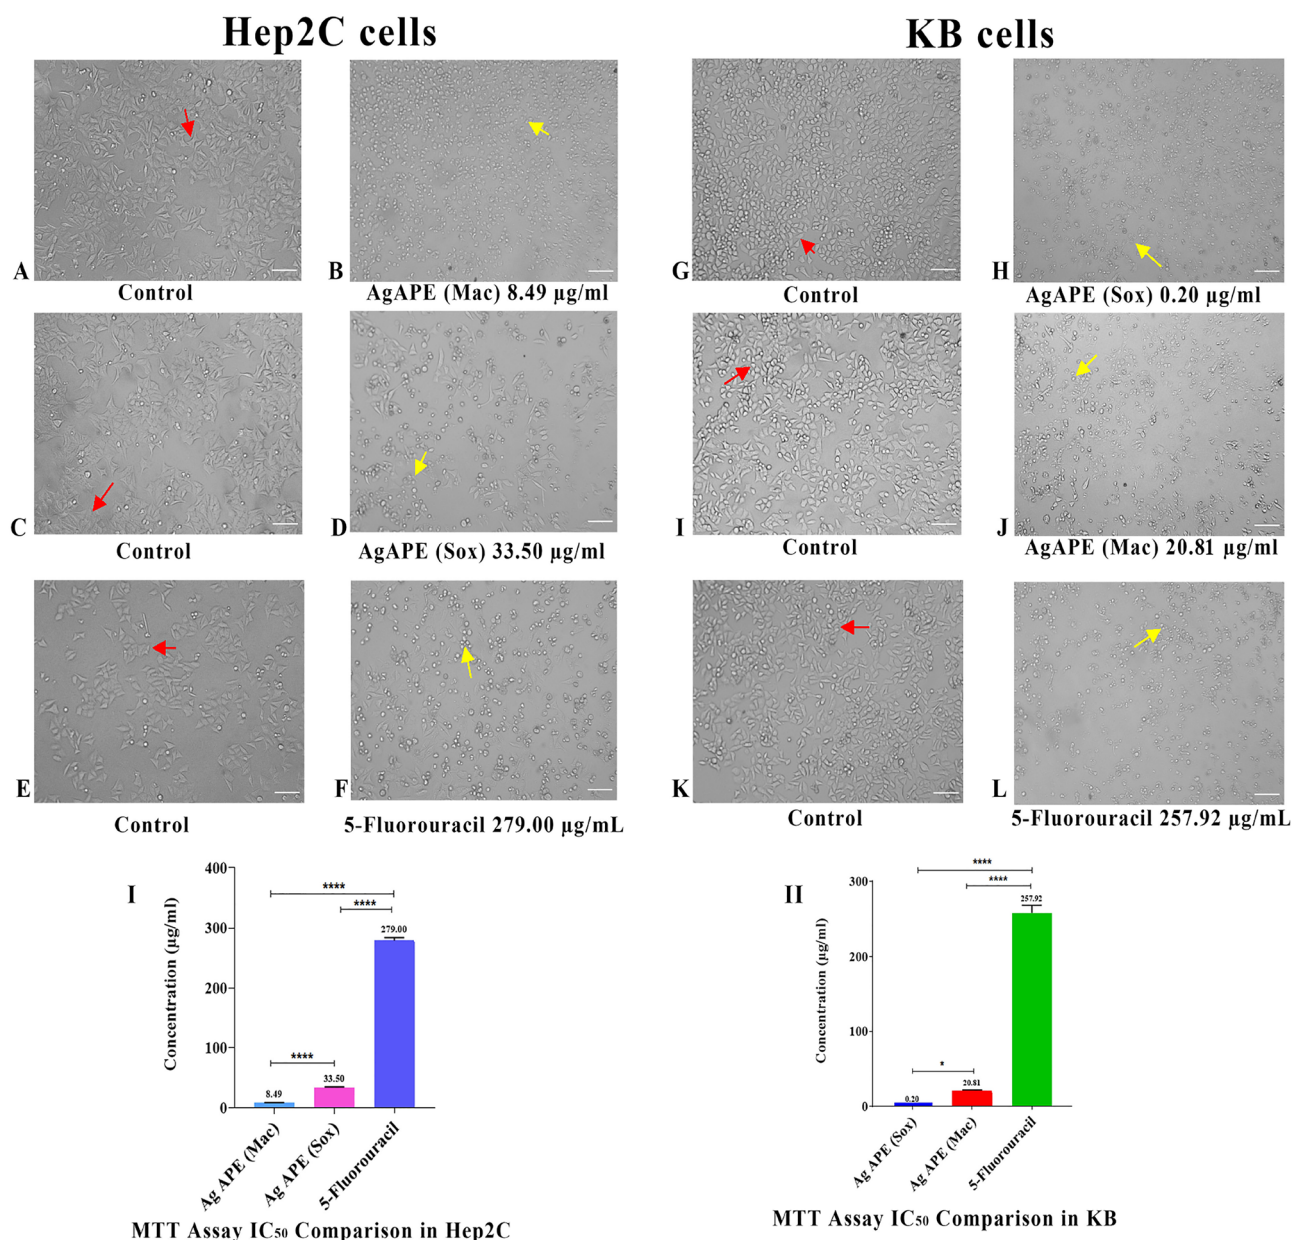 Hep2C cells
KB cells
A
Control
B
AgAPE (Mac) 8.49 µg/ml
G
Control
H
AgAPE (Sox) 0.20 µg/ml
C
Control
D
AgAPE (Sox) 33.50 µg/ml
I
Control
J
AgAPE (Mac) 20.81 µg/ml
E
Control
F
5-Fluorouracil 279.00 µg/mL
K
Control
L
5-Fluorouracil 257.92 µg/mL
I
Concentration (µg/ml)
400
300
200
100
0
****
****
****
8.49
33.50
279.00
Ag APE (Mac)
Ag APE (Sox)
5-Fluorouracil
MTT Assay IC₅₀ Comparison in Hep2C
II
Concentration (µg/ml)
300
200
100
0
****
****
*
0.20
20.81
257.92
Ag APE (Sox)
Ag APE (Mac)
5-Fluorouracil
MTT Assay IC₅₀ Comparison in KB